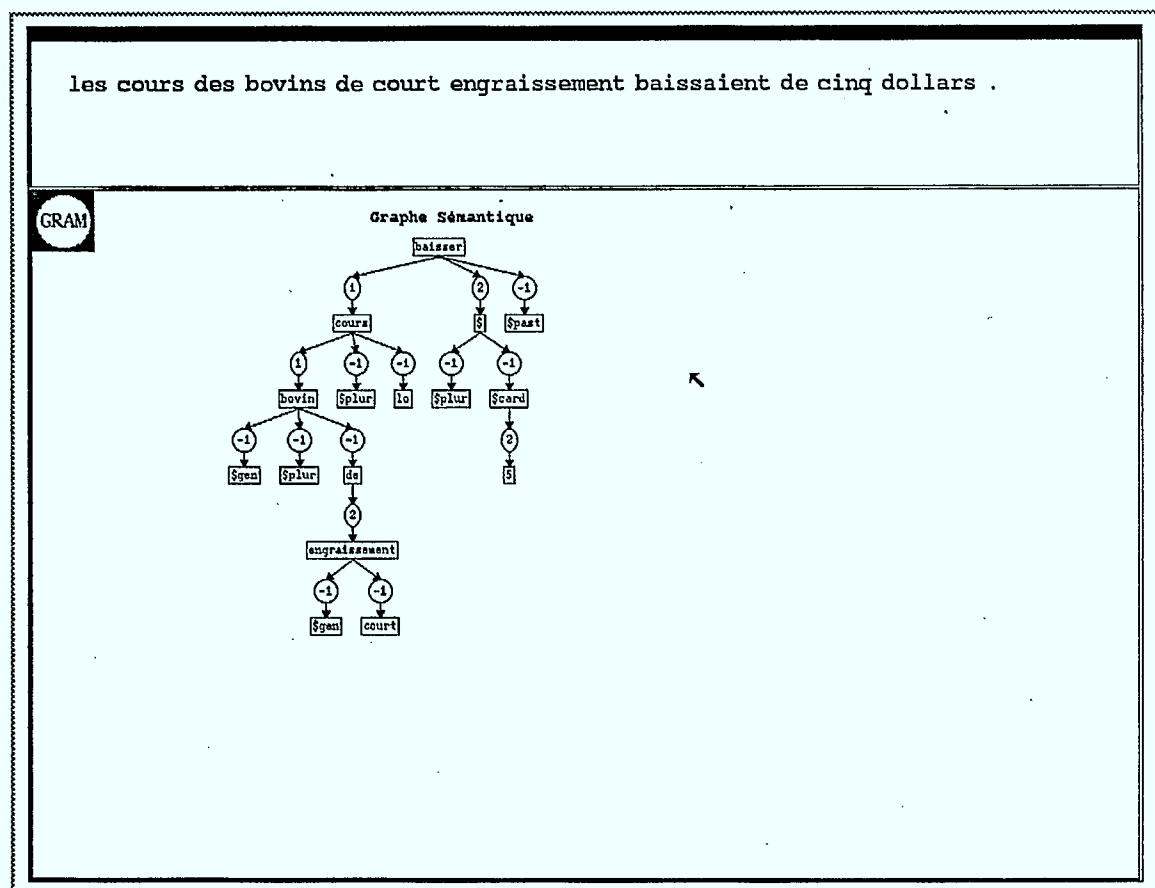 les cours des bovins de court engraissement baissaient de cinq dollars .
GRAM
Graphe Sémantique
baisser
1 2 -1
cours $ $past
1 -1 -1 -1 -1
bovin $plur lo $plur $card
-1 -1 -1 2
$gen $plur de 5
2
engraissement
-1 -1
$gen court